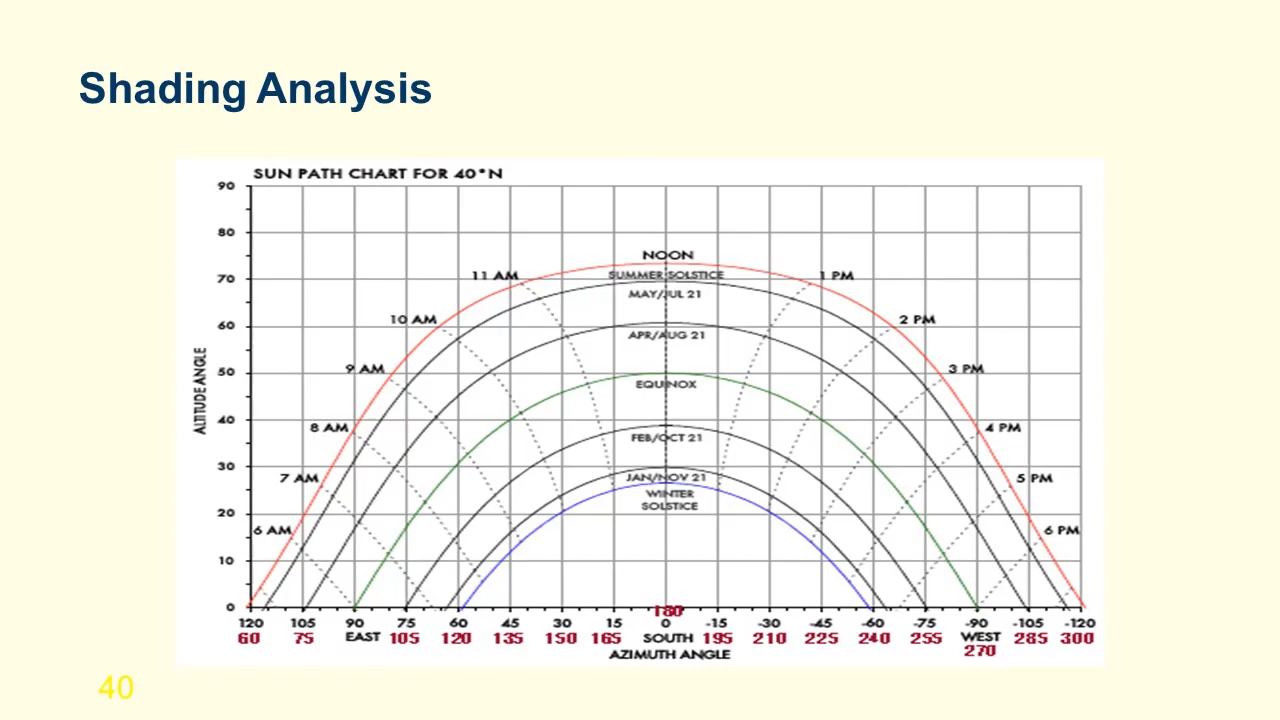 Shading Analysis
SUN PATH CHART FOR 40°N
90
80
70
60
50
40
30
20
10
0
ALTITUDE ANGLE
NOON
11 AM
SUMMER SOLSTICE
1 PM
MAY/JUL 21
10 AM
2 PM
APR/AUG 21
9 AM
3 PM
EQUINOX
8 AM
4 PM
FEB/OCT 21
7 AM
JAN/NOV 21
5 PM
WINTER
SOLSTICE
6 AM
6 PM
180
120 105 90 75 60 45 30 15 0 -15 -30 -45 -60 -75 -90 -105 -120
60 75 EAST 105 120 135 150 165 SOUTH 195 210 225 240 255 WEST 285 300
270
AZIMUTH ANGLE
40